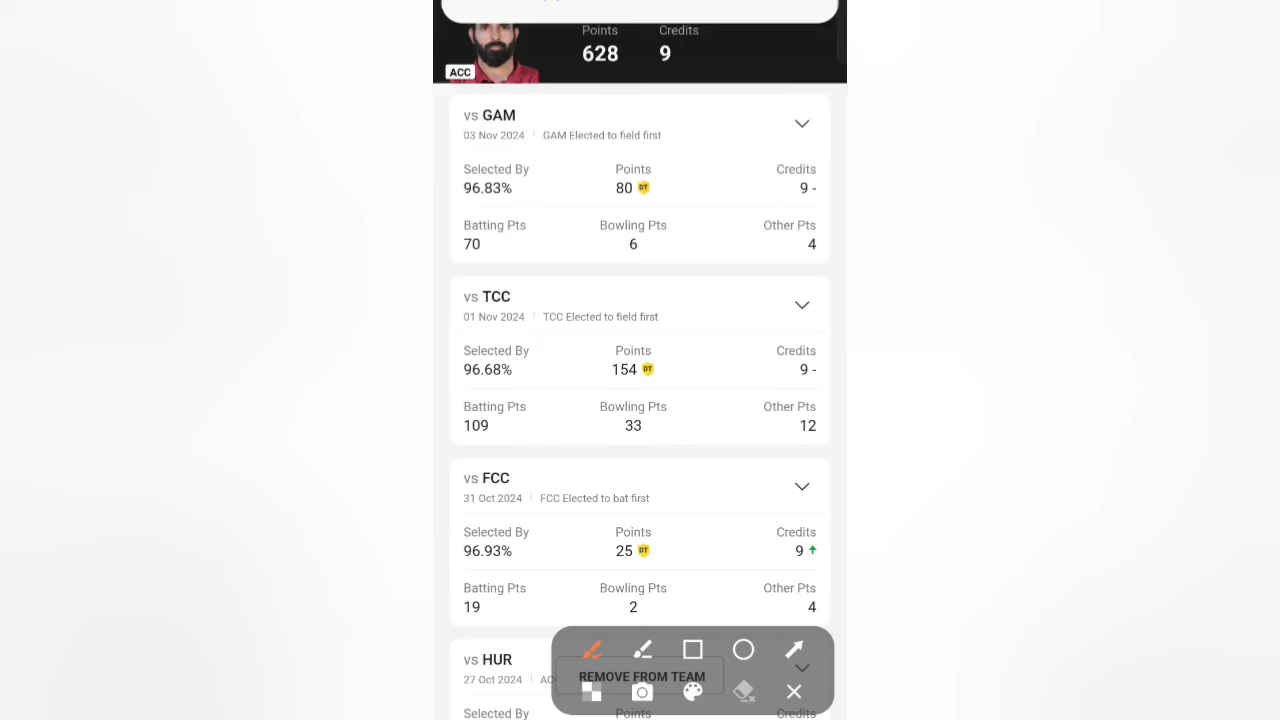 Points Credits
628 9
ACC
vs GAM
03 Nov 2024 GAM Elected to field first
Selected By Points Credits
96.83% 80 DT 9 -
Batting Pts Bowling Pts Other Pts
70 6 4
vs TCC
01 Nov 2024 TCC Elected to field first
Selected By Points Credits
96.68% 154 DT 9 -
Batting Pts Bowling Pts Other Pts
109 33 12
vs FCC
31 Oct 2024 FCC Elected to bat first
Selected By Points Credits
96.93% 25 DT 9
Batting Pts Bowling Pts Other Pts
19 2 4
vs HUR
27 Oct 2024
REMOVE FROM TEAM
Selected By Points Credits